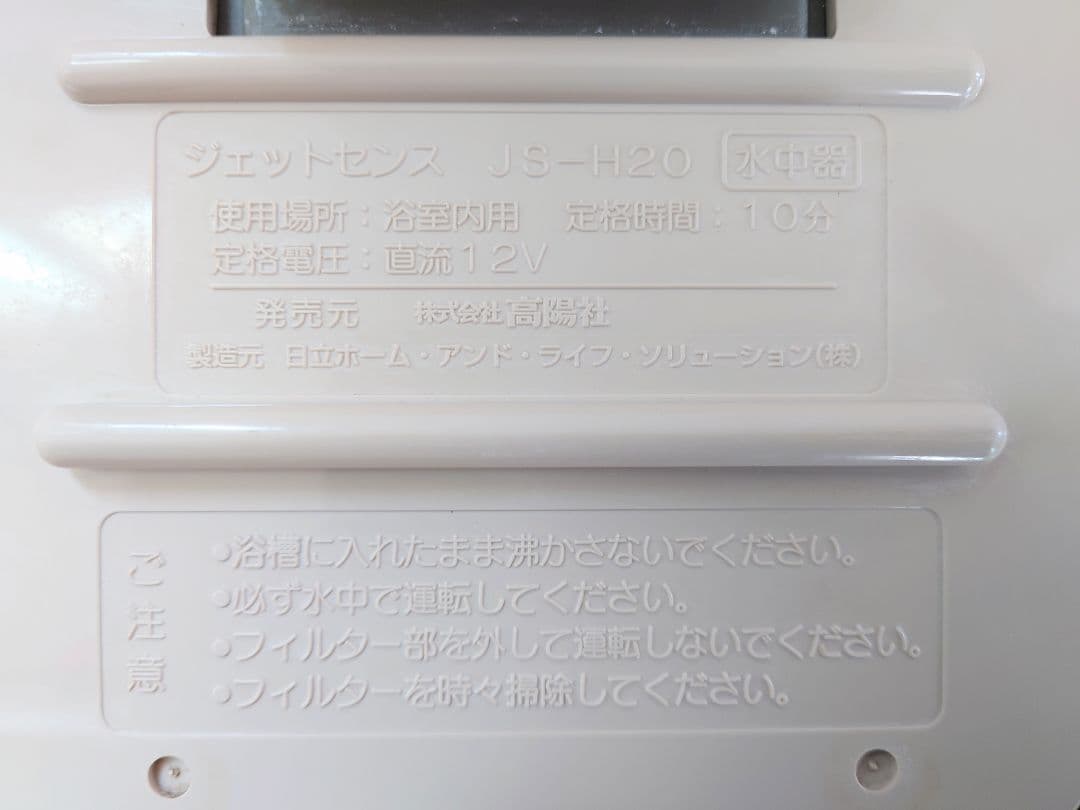 ジェットセンス JS-H20 水中器
使用場所：浴室内用 定格時間：10分
定格電圧：直流12V
発売元 株式会社高陽社
製造元 日立ホーム・アンド・ライフ・ソリューション(株)
ご注意
•浴槽に入れたまま沸かさないでください。
•必ず水中で運転してください。
•フィルター部を外して運転しないでください。
•フィルターを時々掃除してください。